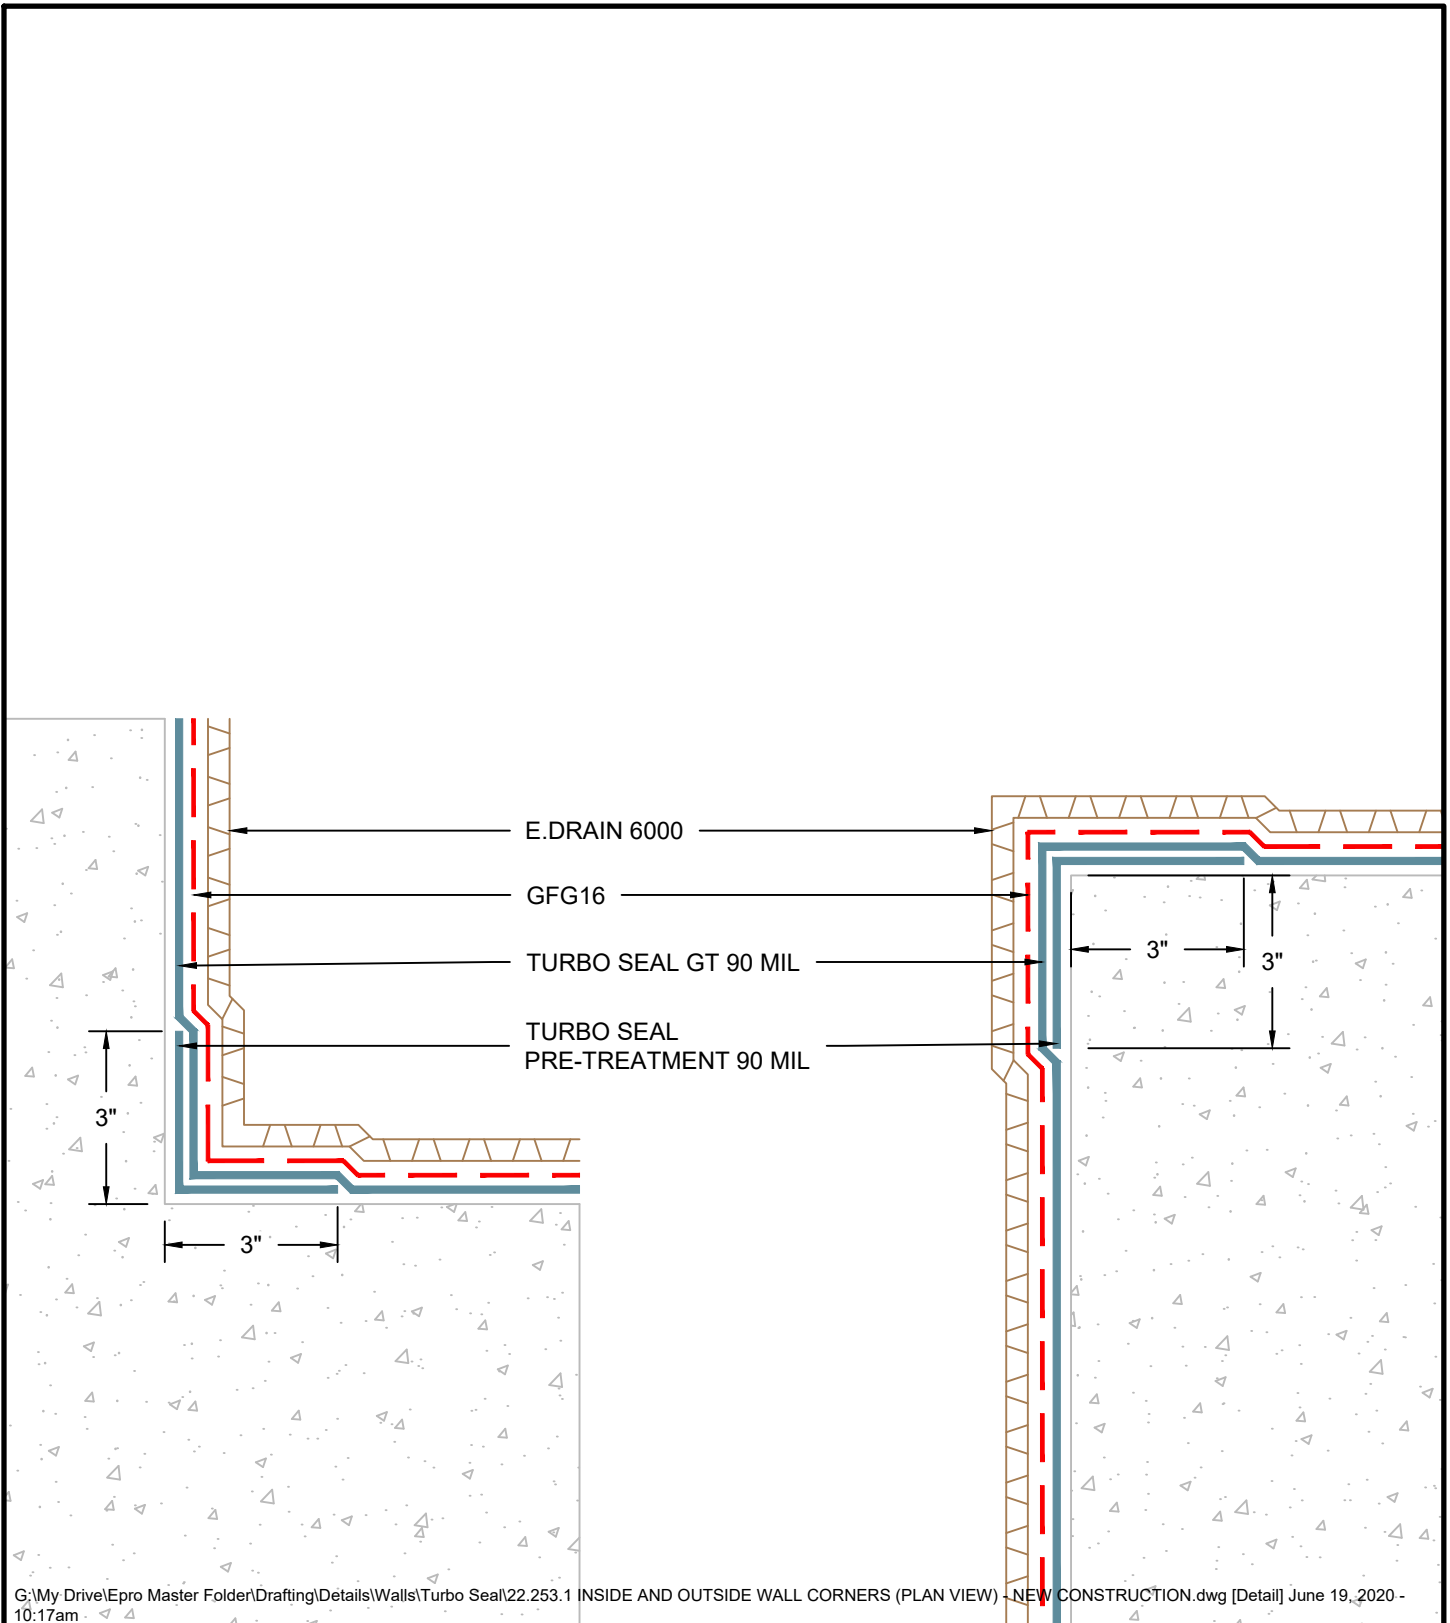 E.DRAIN 6000
GFG16
TURBO SEAL GT 90 MIL
TURBO SEAL
PRE-TREATMENT 90 MIL
3"
3"
3"
3"
G:\My Drive\Epro Master Folder\Drafting\Details\Walls\Turbo Seal\22.253.1 INSIDE AND OUTSIDE WALL CORNERS (PLAN VIEW) - NEW CONSTRUCTION.dwg [Detail] June 19, 2020 -
10:17am